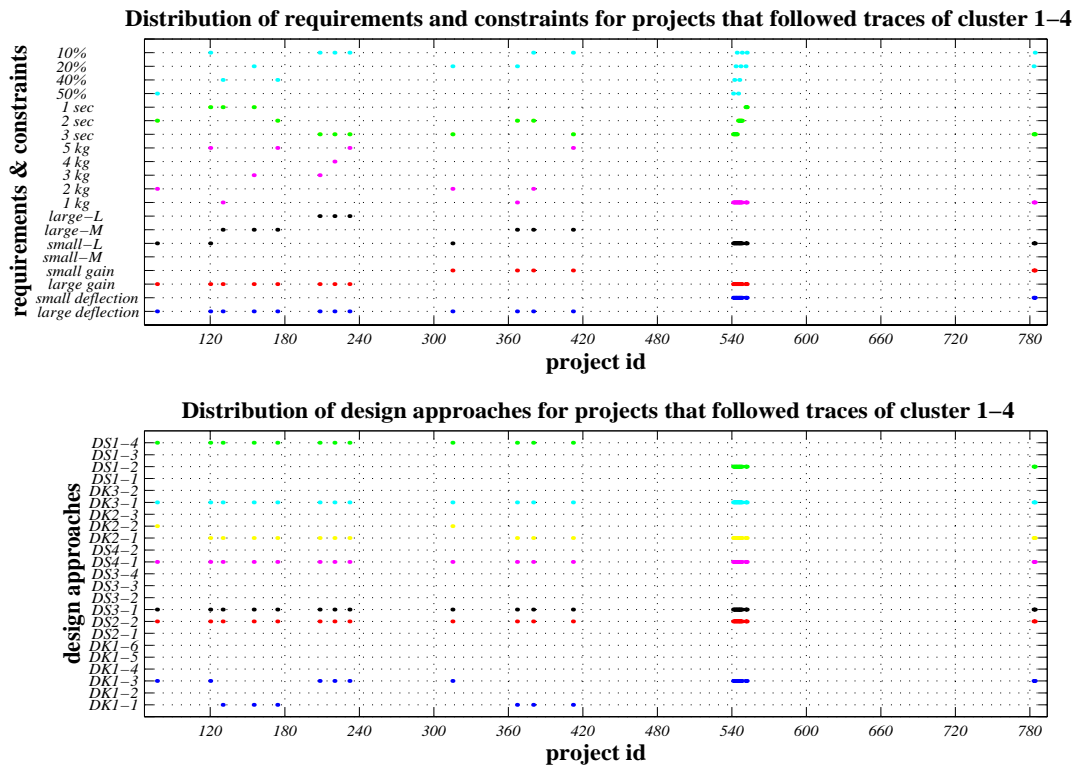 Distribution of requirements and constraints for projects that followed traces of cluster 1−4
requirements & constraints
10%
20%
40%
50%
1 sec
2 sec
3 sec
5 kg
4 kg
3 kg
2 kg
1 kg
large−L
large−M
small−L
small−M
small gain
large gain
small deflection
large deflection
120 180 240 300 360 420 480 540 600 660 720 780
project id
Distribution of design approaches for projects that followed traces of cluster 1−4
design approaches
DS1−4
DS1−3
DS1−2
DS1−1
DK3−2
DK3−1
DK2−3
DK2−2
DK2−1
DS4−2
DS4−1
DS3−4
DS3−3
DS3−2
DS3−1
DS2−2
DS2−1
DK1−6
DK1−5
DK1−4
DK1−3
DK1−2
DK1−1
120 180 240 300 360 420 480 540 600 660 720 780
project id